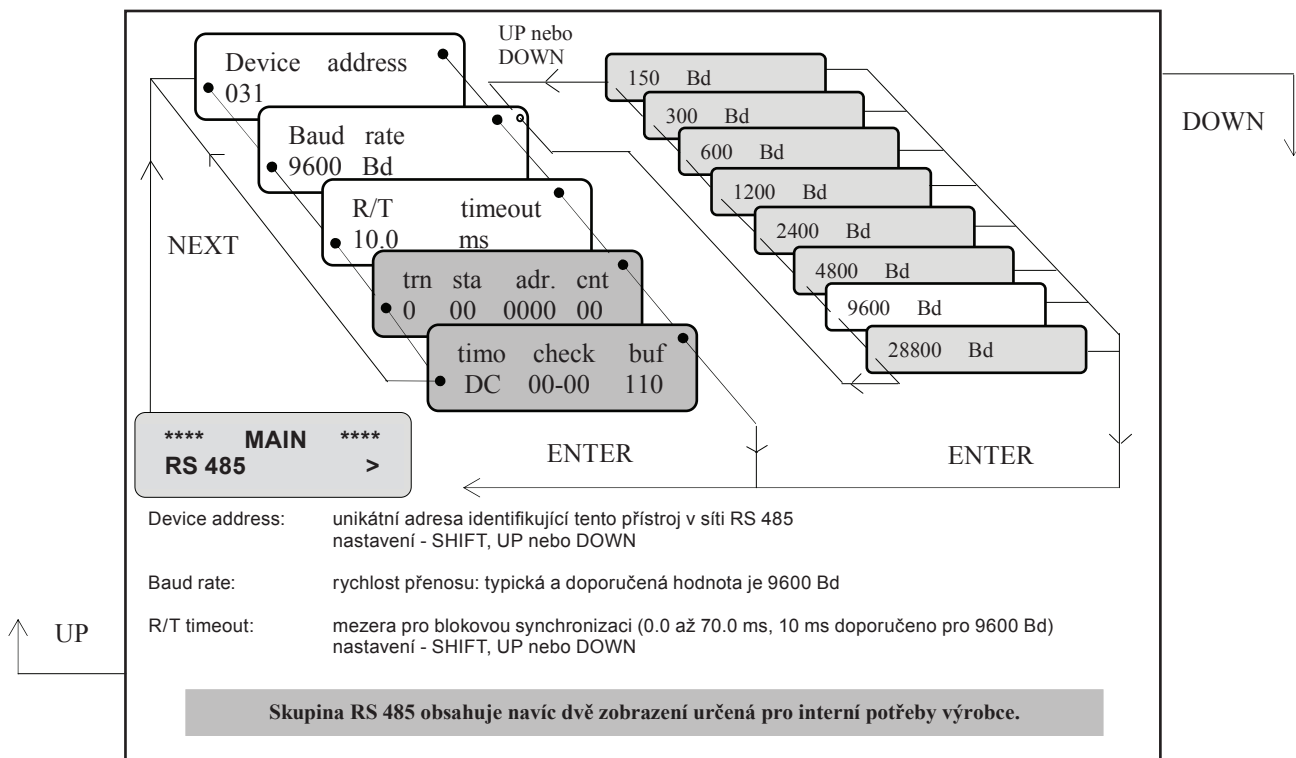 UP nebo
DOWN
Device address
031
Baud rate
9600 Bd
R/T timeout
10.0 ms
trn sta adr. cnt
0 00 0000 00
timo check buf
DC 00-00 110
150 Bd
300 Bd
600 Bd
1200 Bd
2400 Bd
4800 Bd
9600 Bd
28800 Bd
DOWN
NEXT
**** MAIN ****
RS 485 >
ENTER
ENTER
Device address: unikátní adresa identifikující tento přístroj v síti RS 485
nastavení - SHIFT, UP nebo DOWN
Baud rate: rychlost přenosu: typická a doporučená hodnota je 9600 Bd
UP
R/T timeout: mezera pro blokovou synchronizaci (0.0 až 70.0 ms, 10 ms doporučeno pro 9600 Bd)
nastavení - SHIFT, UP nebo DOWN
Skupina RS 485 obsahuje navíc dvě zobrazení určená pro interní potřeby výrobce.